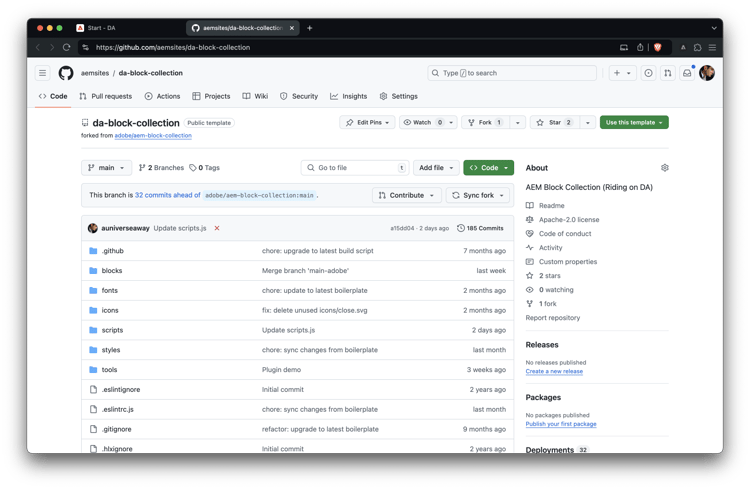 Start - DA
aemsites/da-block-collection
https://github.com/aemsites/da-block-collection
aemsites / da-block-collection
Type / to search
Code Pull requests Actions Projects Wiki Security Insights Settings
da-block-collection Public template
Edit Pins Watch 0 Fork 1 Star 2 Use this template
forked from adobe/aem-block-collection
main 2 Branches 0 Tags Go to file t Add file Code
This branch is 32 commits ahead of adobe/aem-block-collection:main . Contribute Sync fork
auniverseaway Update scripts.js a15dd04 · 2 days ago 185 Commits
.github chore: upgrade to latest build script 7 months ago
blocks Merge branch 'main-adobe' last week
fonts chore: update to latest boilerplate 2 months ago
icons fix: delete unused icons/close.svg 2 months ago
scripts Update scripts.js 2 days ago
styles chore: sync changes from boilerplate last month
tools Plugin demo 3 weeks ago
.eslintignore Initial commit 2 years ago
.eslintrc.js chore: sync changes from boilerplate last month
.gitignore refactor: upgrade to latest boilerplate 9 months ago
.hlxignore Initial commit 2 years ago
About
AEM Block Collection (Riding on DA)
Readme
Apache-2.0 license
Code of conduct
Activity
Custom properties
2 stars
0 watching
1 fork
Report repository
Releases
No releases published
Create a new release
Packages
No packages published
Publish your first package
Deployments 32